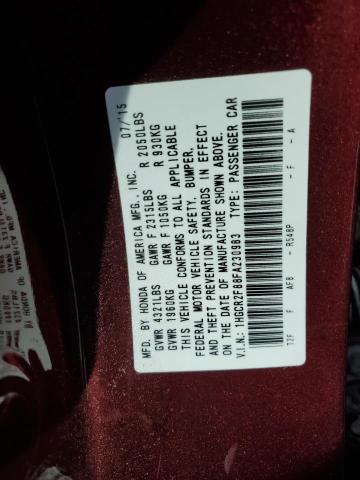 MFD. BY HONDA OF AMERICA MFG., INC. 07/15
GVWR 4321LBS GAWR F 2315LBS R 2050LBS
GVWR 1960KG GAWR F 1050KG R 930KG
THIS VEHICLE CONFORMS TO ALL APPLICABLE
FEDERAL MOTOR VEHICLE SAFETY, BUMPER,
AND THEFT PREVENTION STANDARDS IN EFFECT
ON THE DATE OF MANUFACTURE SHOWN ABOVE.
V.I.N.: 1HGCR2F88FA230983 TYPE: PASSENGER CAR
T2F F AFB - R548P - F - A